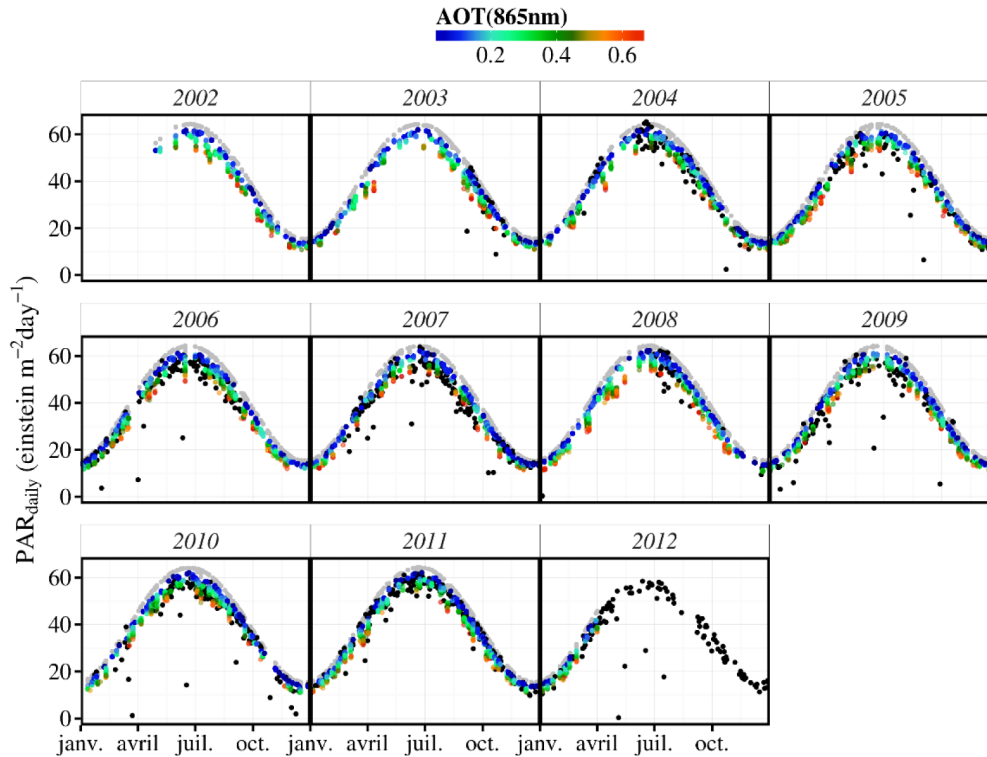 AOT(865nm)
0.2 0.4 0.6
2002 2003 2004 2005
60
40
20
0
2006 2007 2008 2009
60
40
20
0
PAR_daily (einstein m⁻²day⁻¹)
2010 2011 2012
60
40
20
0
janv. avril juil. oct. janv. avril juil. oct. janv. avril juil. oct.